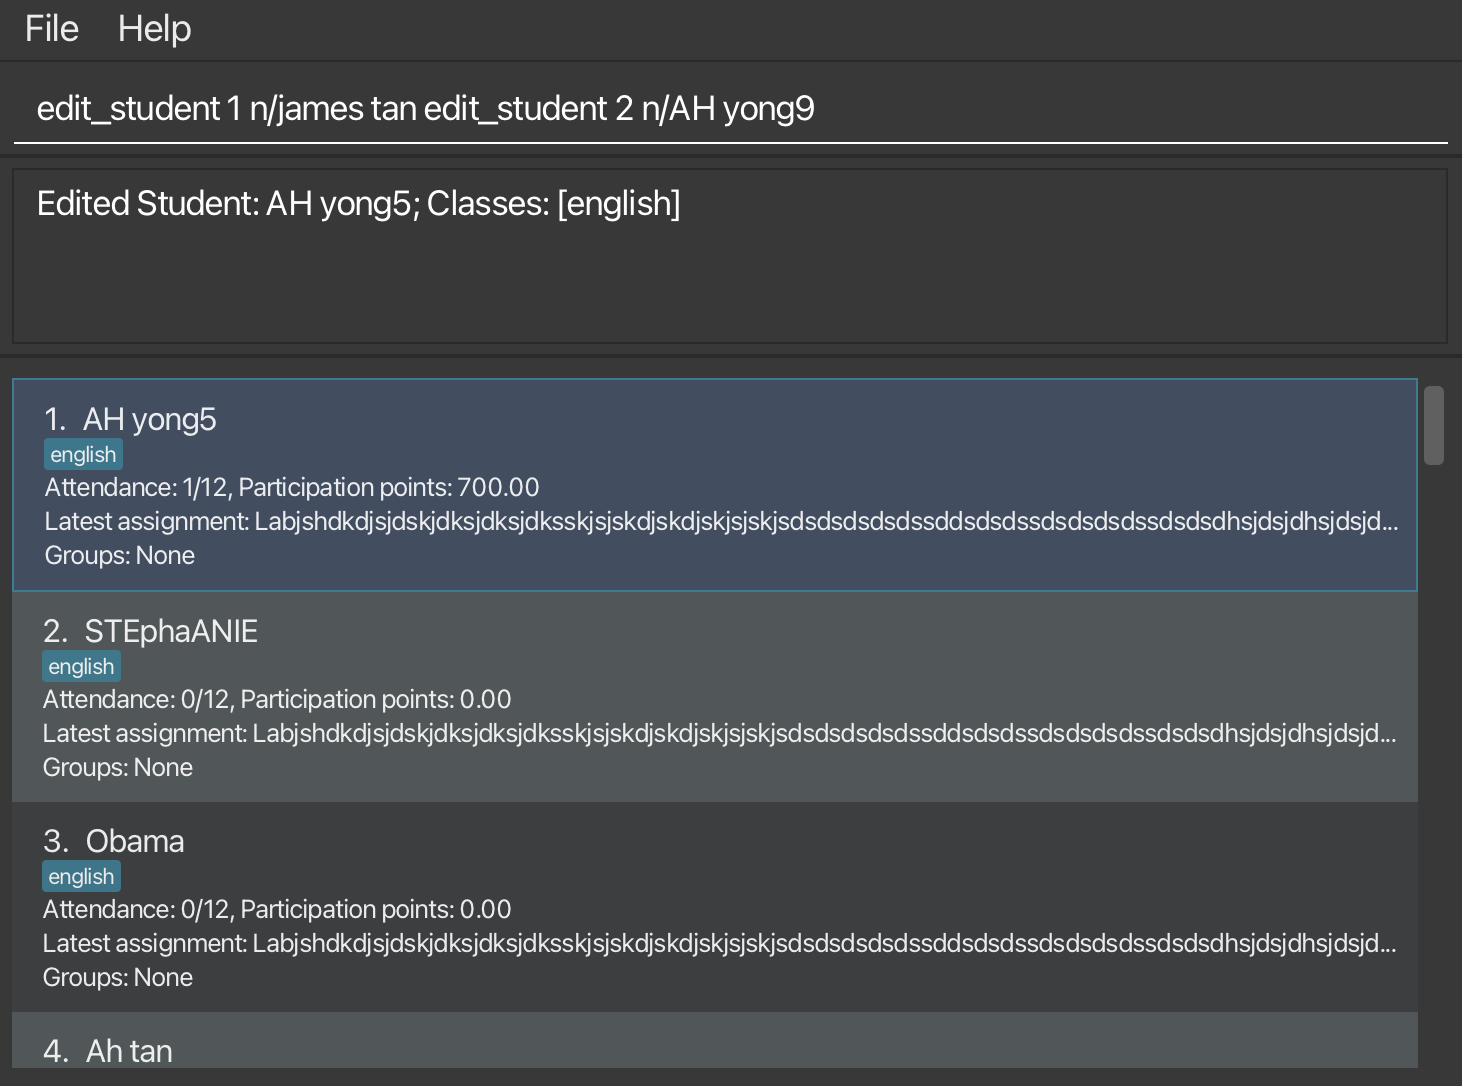 File Help
edit_student 1 n/james tan edit_student 2 n/AH yong9
Edited Student: AH yong5; Classes: [english]
1. AH yong5
english
Attendance: 1/12, Participation points: 700.00
Latest assignment: Labjshdkdjsjdskjdksjdksjdksskjsjskdjskdjskjsjskjsdsdsdsdsdssddsdsdssdsdsdsdssdsdsdhsjdsjdhsjdsjd...
Groups: None
2. STEphaANIE
english
Attendance: 0/12, Participation points: 0.00
Latest assignment: Labjshdkdjsjdskjdksjdksjdksskjsjskdjskdjskjsjskjsdsdsdsdsdssddsdsdssdsdsdsdssdsdsdhsjdsjdhsjdsjd...
Groups: None
3. Obama
english
Attendance: 0/12, Participation points: 0.00
Latest assignment: Labjshdkdjsjdskjdksjdksjdksskjsjskdjskdjskjsjskjsdsdsdsdsdssddsdsdssdsdsdsdssdsdsdhsjdsjdhsjdsjd...
Groups: None
4. Ah tan